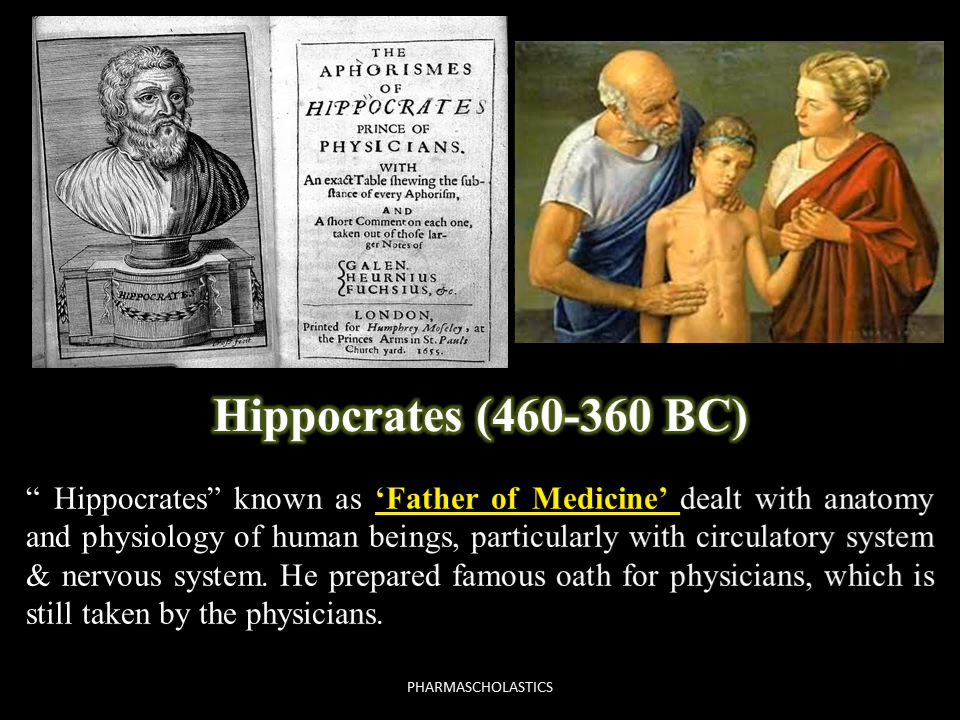 HIPPOCRATES
THE
APHORISMES
OF
HIPPOCRATES
PRINCE OF
PHYSICIANS.
WITH
An exact Table ſhewing the ſub-
ſtance of every Aphoriſm,
AND
A ſhort Comment on each one,
taken out of thoſe lar-
ger Notes of
GALEN.
HEURNIUS
FUCHSIUS, &c.
LONDON,
Printed for Humphrey Moſeley, at
the Princes Arms in St. Pauls
Church yard. 1655.
Hippocrates (460-360 BC)
“ Hippocrates” known as ‘Father of Medicine’ dealt with anatomy
and physiology of human beings, particularly with circulatory system
& nervous system. He prepared famous oath for physicians, which is
still taken by the physicians.
PHARMASCHOLASTICS